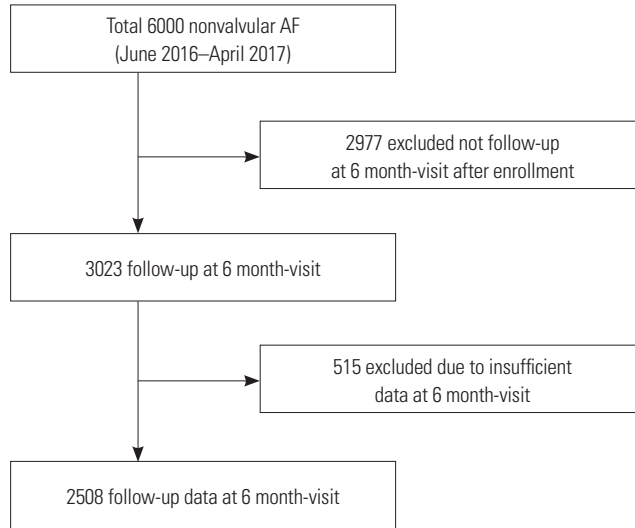 Total 6000 nonvalvular AF
(June 2016–April 2017)
2977 excluded not follow-up
at 6 month-visit after enrollment
3023 follow-up at 6 month-visit
515 excluded due to insufficient
data at 6 month-visit
2508 follow-up data at 6 month-visit